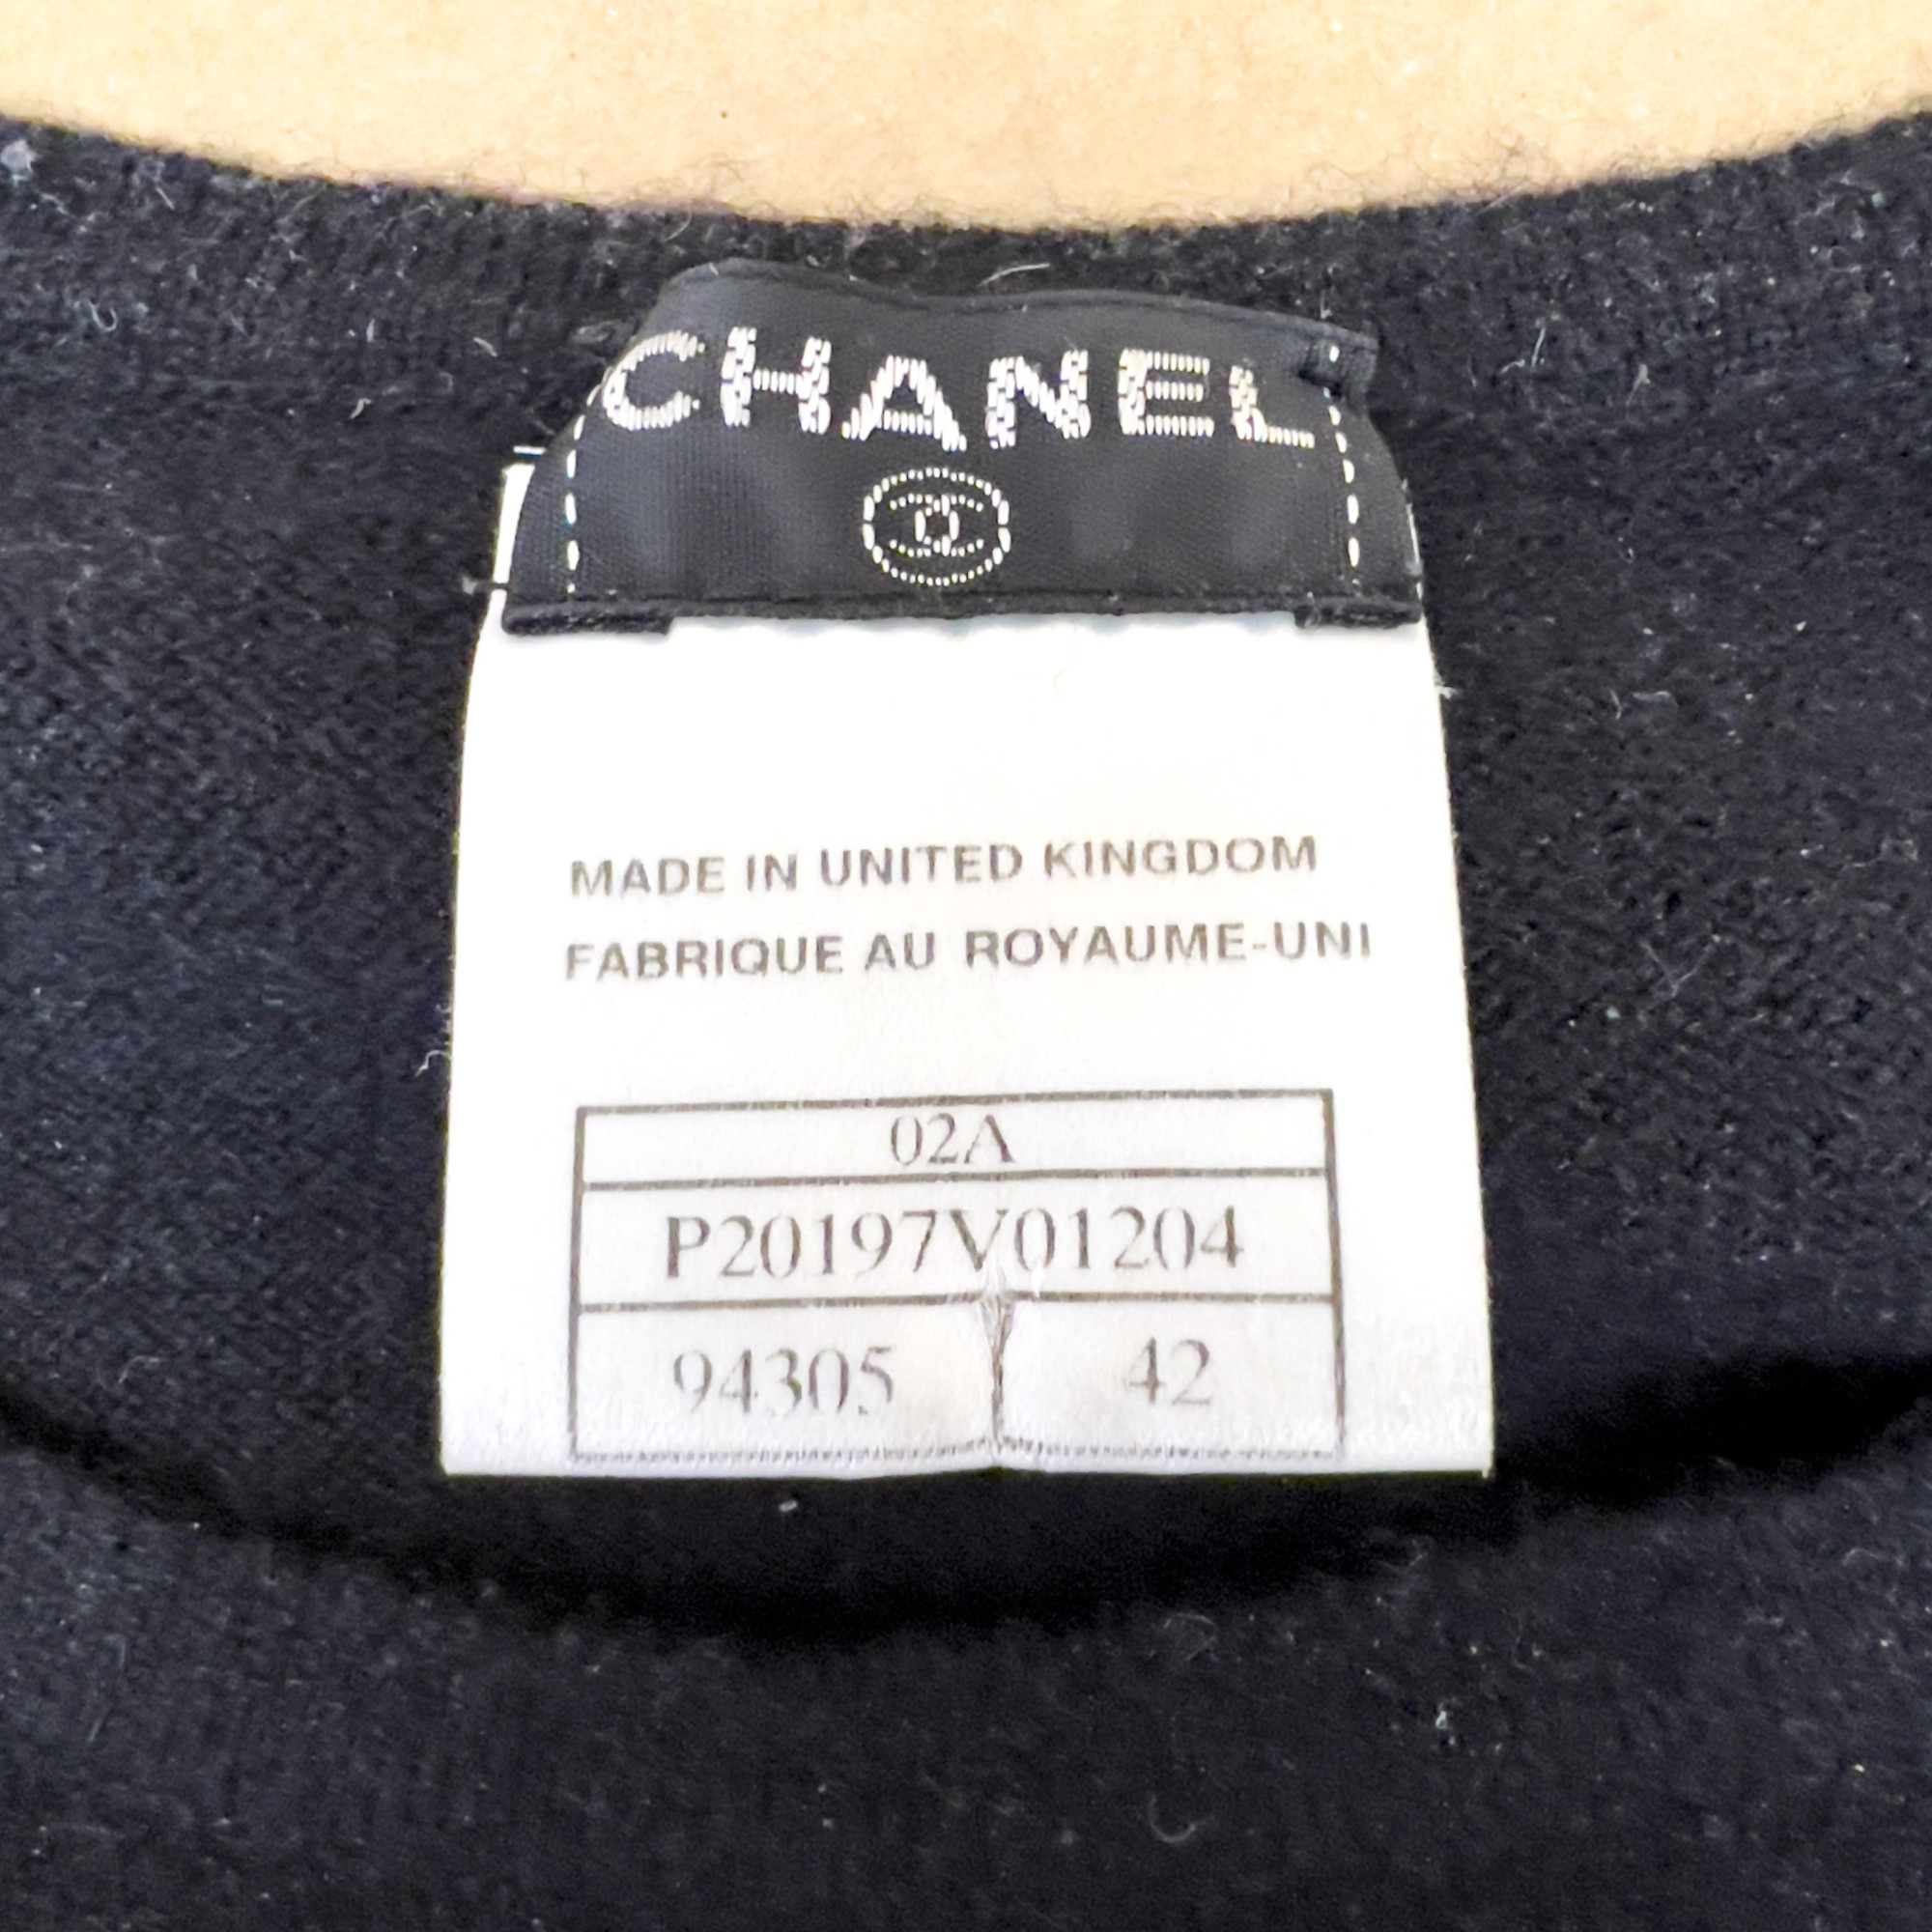 CHANEL
MADE IN UNITED KINGDOM
FABRIQUE AU ROYAUME-UNI
02A
P20197V01204
94305 42